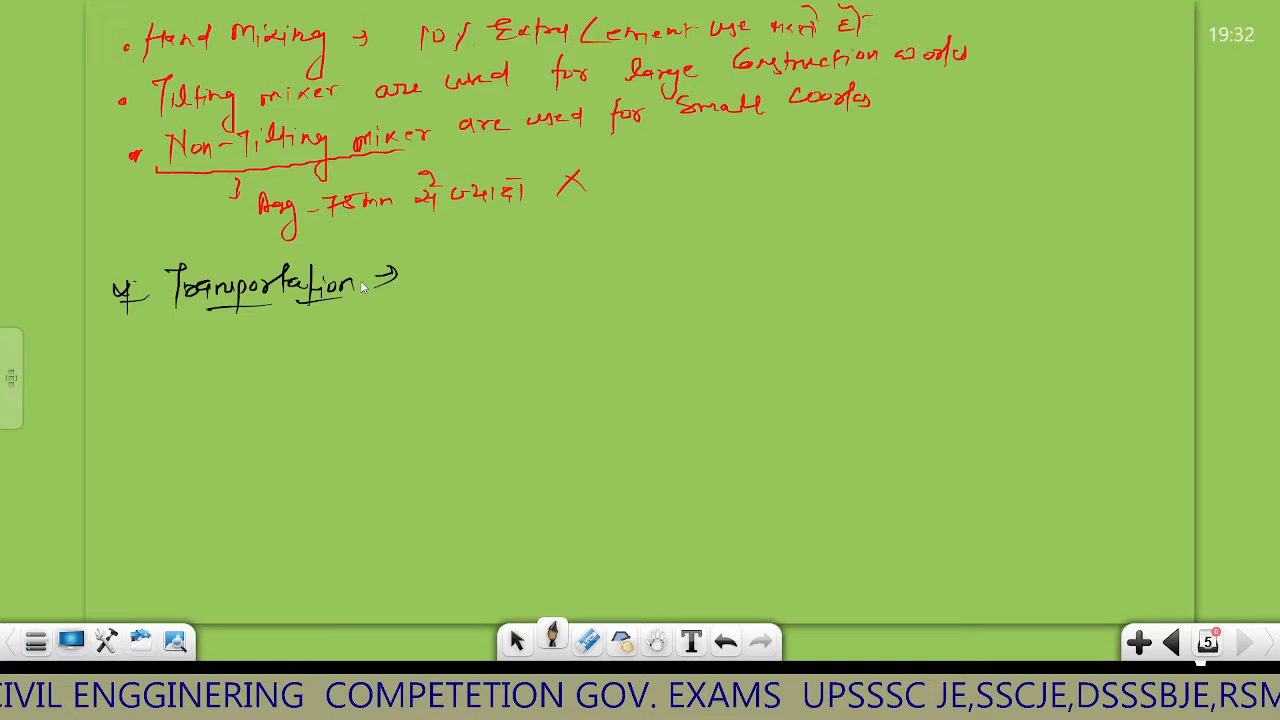 • Hand Mixing → 10% Extra Cement use करते है
19:32
• Tilting mixer are used for large Construction works
• Non-Tilting mixer are used for Small works
Agg - 75mm से ज्यादा X
* Transportation →
T
5
CIVIL ENGGINERING COMPETETION GOV. EXAMS UPSSSC JE,SSCJE,DSSSBJE,RSM